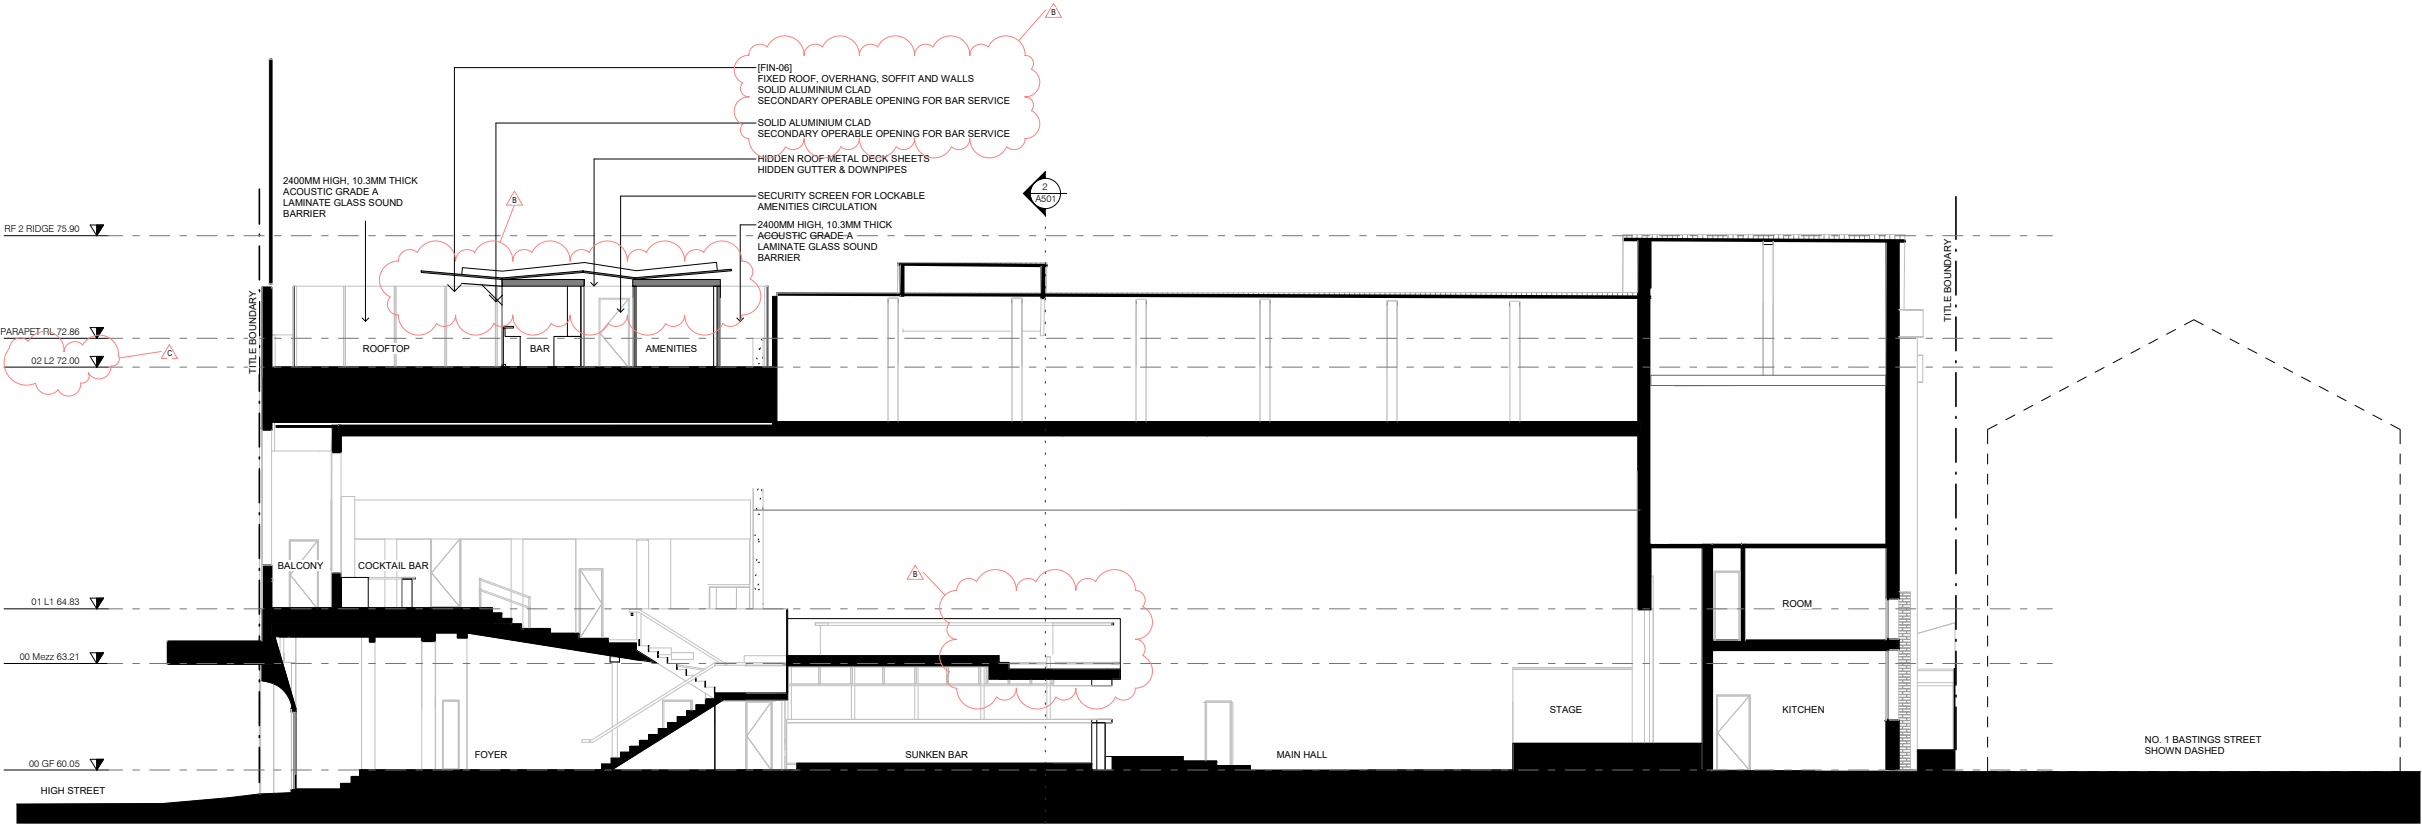 B
[FIN-06]
FIXED ROOF, OVERHANG, SOFFIT AND WALLS
SOLID ALUMINIUM CLAD
SECONDARY OPERABLE OPENING FOR BAR SERVICE
SOLID ALUMINIUM CLAD
SECONDARY OPERABLE OPENING FOR BAR SERVICE
HIDDEN ROOF METAL DECK SHEETS
HIDDEN GUTTER & DOWNPIPES
2400MM HIGH, 10.3MM THICK
ACOUSTIC GRADE A
LAMINATE GLASS SOUND
BARRIER
B
SECURITY SCREEN FOR LOCKABLE
AMENITIES CIRCULATION
2
A501
2400MM HIGH, 10.3MM THICK
ACOUSTIC GRADE A
LAMINATE GLASS SOUND
BARRIER
RF 2 RIDGE 75.90
TITLE BOUNDARY
TITLE BOUNDARY
PARAPET RL 72.86
C
02 L2 72.00
ROOFTOP
BAR
AMENITIES
BALCONY
COCKTAIL BAR
B
01 L1 64.83
ROOM
00 Mezz 63.21
STAGE
KITCHEN
FOYER
SUNKEN BAR
MAIN HALL
NO. 1 BASTINGS STREET
SHOWN DASHED
00 GF 60.05
HIGH STREET